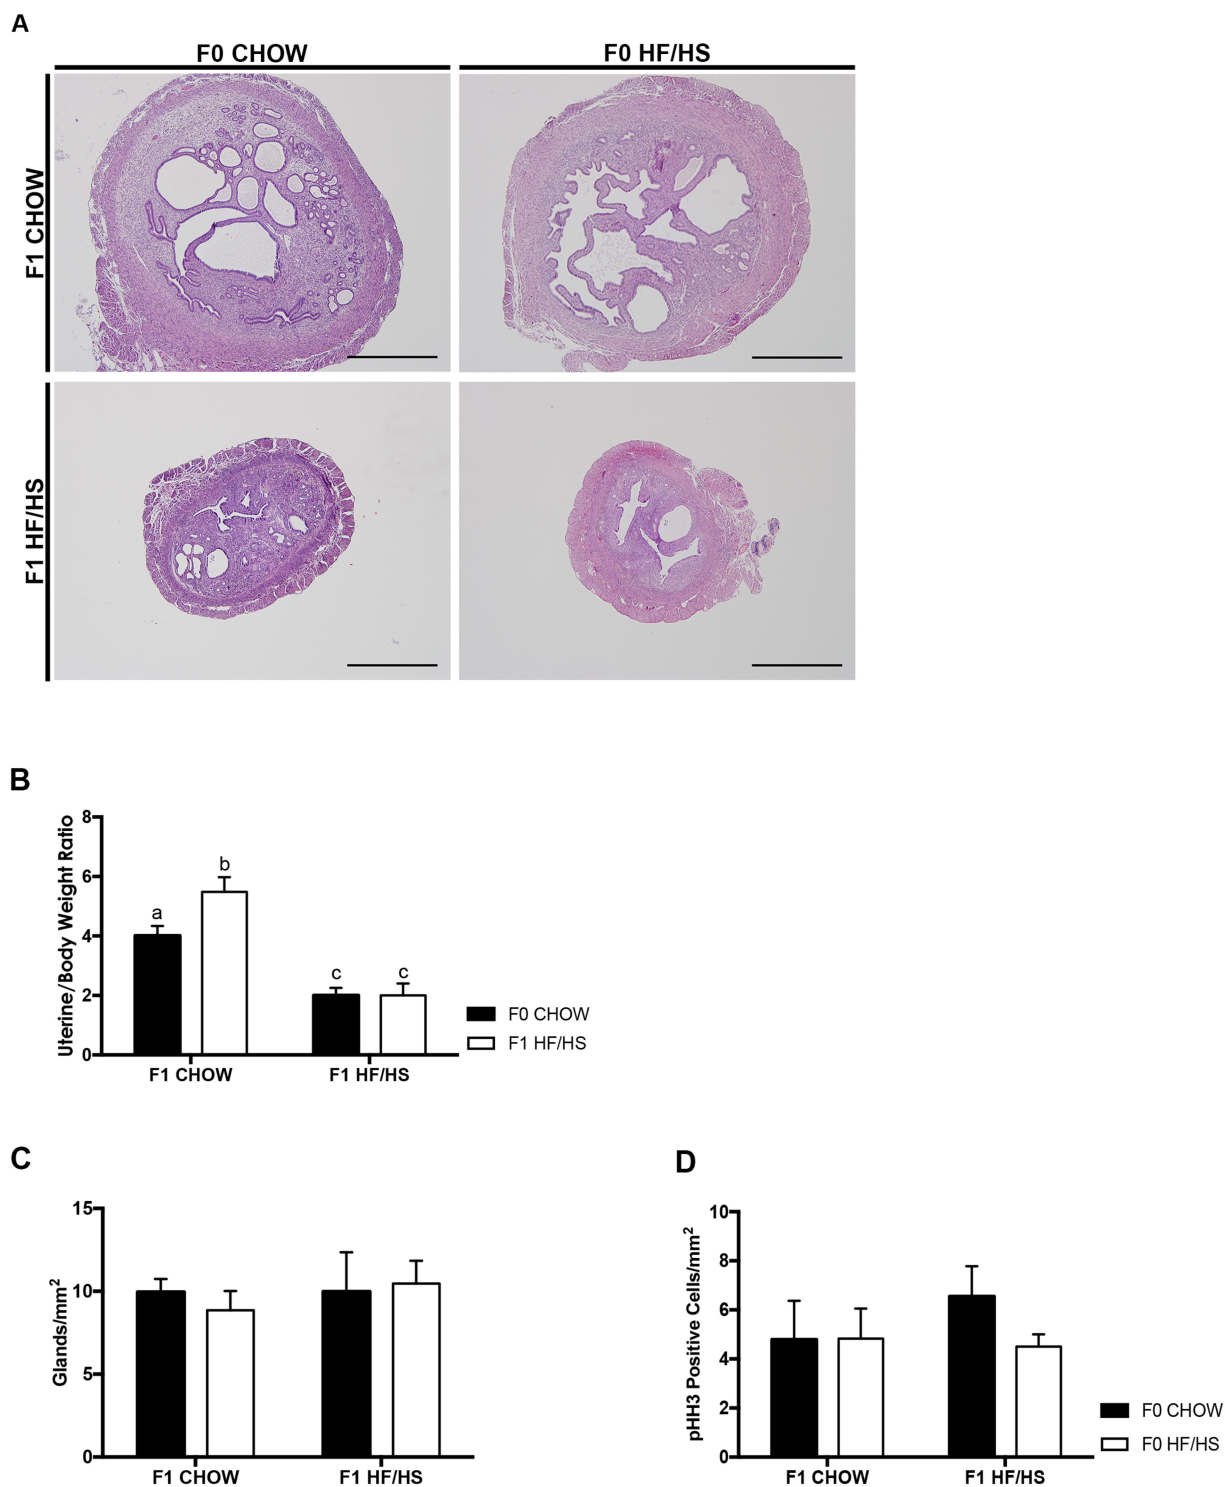 A
F0 CHOW
F0 HF/HS
F1 CHOW
F1 HF/HS
B
Uterine/Body Weight Ratio
8
6
4
2
0
a
b
c
c
F1 CHOW
F1 HF/HS
F0 CHOW
F1 HF/HS
C
Glands/mm²
15
10
5
0
F1 CHOW
F1 HF/HS
D
pHH3 Positive Cells/mm²
10
8
6
4
2
0
F1 CHOW
F1 HF/HS
F0 CHOW
F0 HF/HS